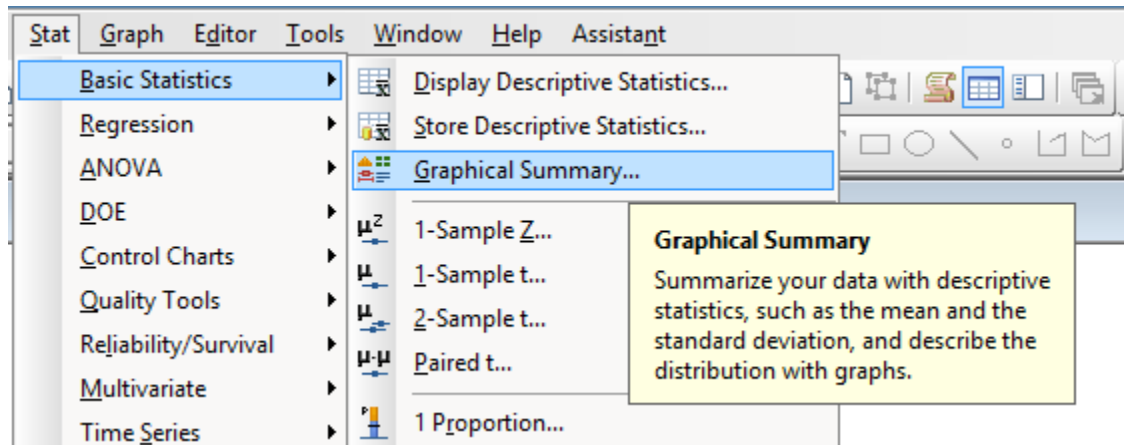 Stat Graph Editor Tools Window Help Assistant
Basic Statistics
Regression
ANOVA
DOE
Control Charts
Quality Tools
Reliability/Survival
Multivariate
Time Series
Display Descriptive Statistics...
Store Descriptive Statistics...
Graphical Summary...
1-Sample Z...
1-Sample t...
2-Sample t...
Paired t...
1 Proportion...
Graphical Summary
Summarize your data with descriptive
statistics, such as the mean and the
standard deviation, and describe the
distribution with graphs.